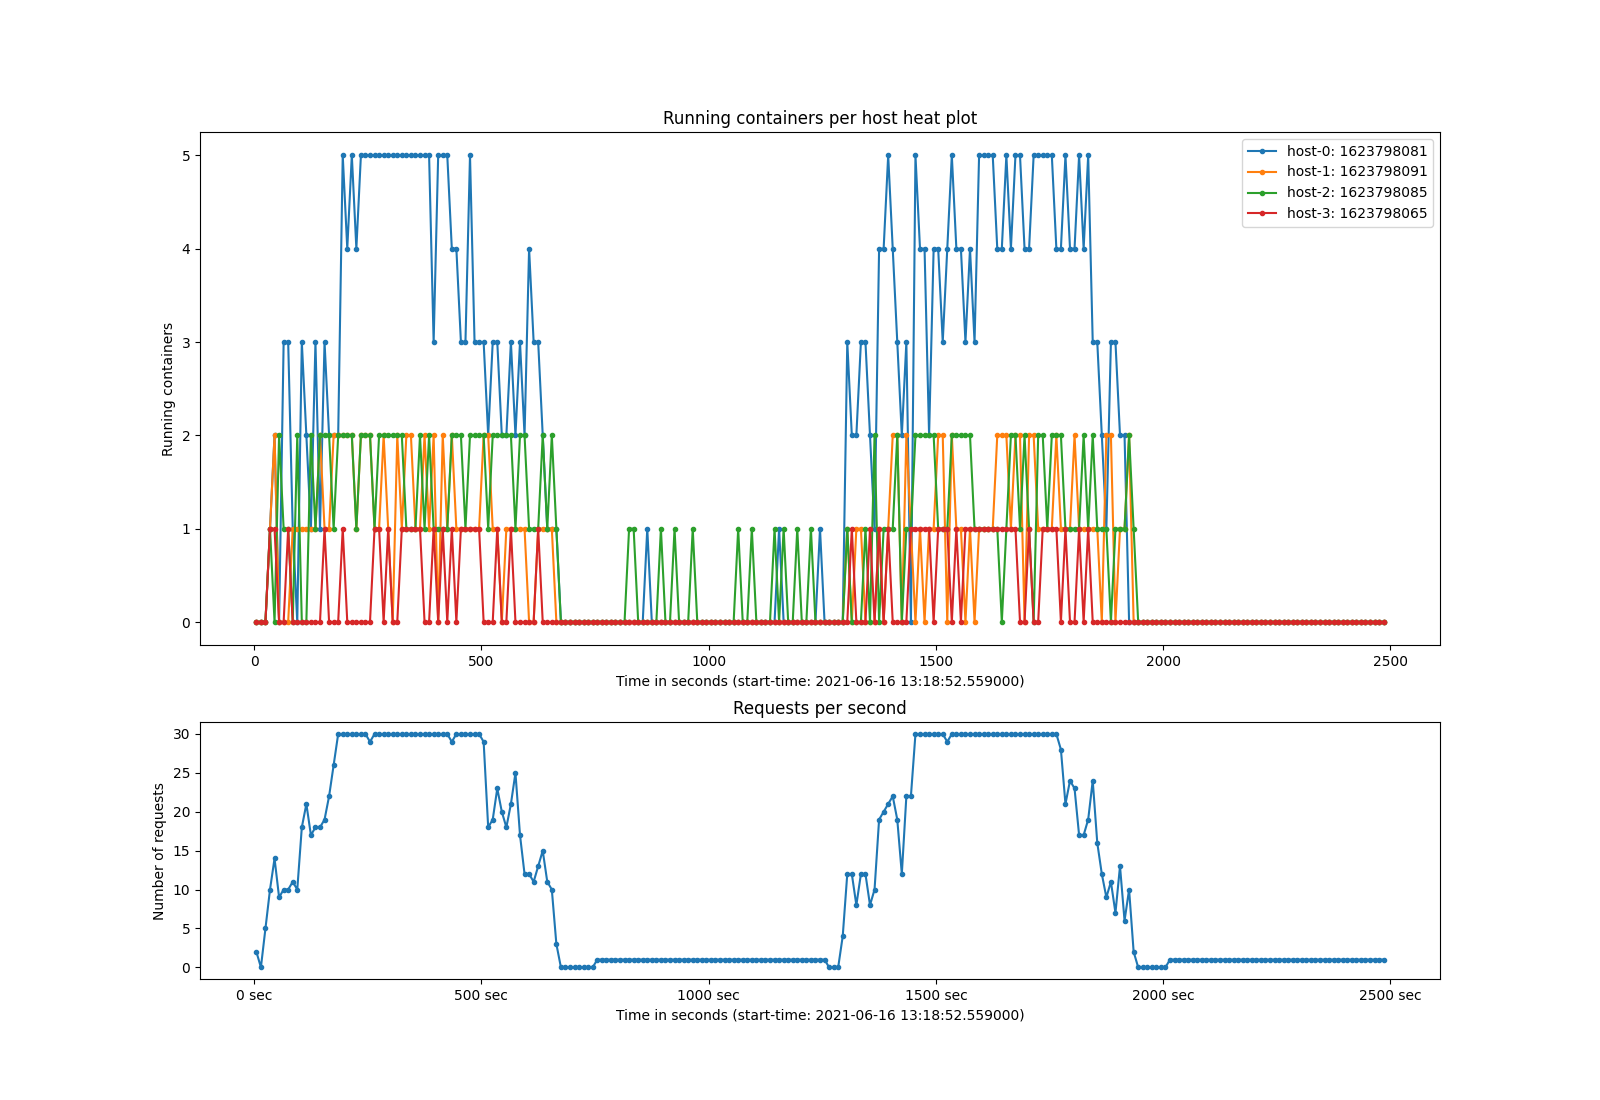 Running containers per host heat plot
Running containers
5
4
3
2
1
0
host-0: 1623798081
host-1: 1623798091
host-2: 1623798085
host-3: 1623798065
0 500 1000 1500 2000 2500
Time in seconds (start-time: 2021-06-16 13:18:52.559000)
Requests per second
Number of requests
30
25
20
15
10
5
0
0 sec 500 sec 1000 sec 1500 sec 2000 sec 2500 sec
Time in seconds (start-time: 2021-06-16 13:18:52.559000)